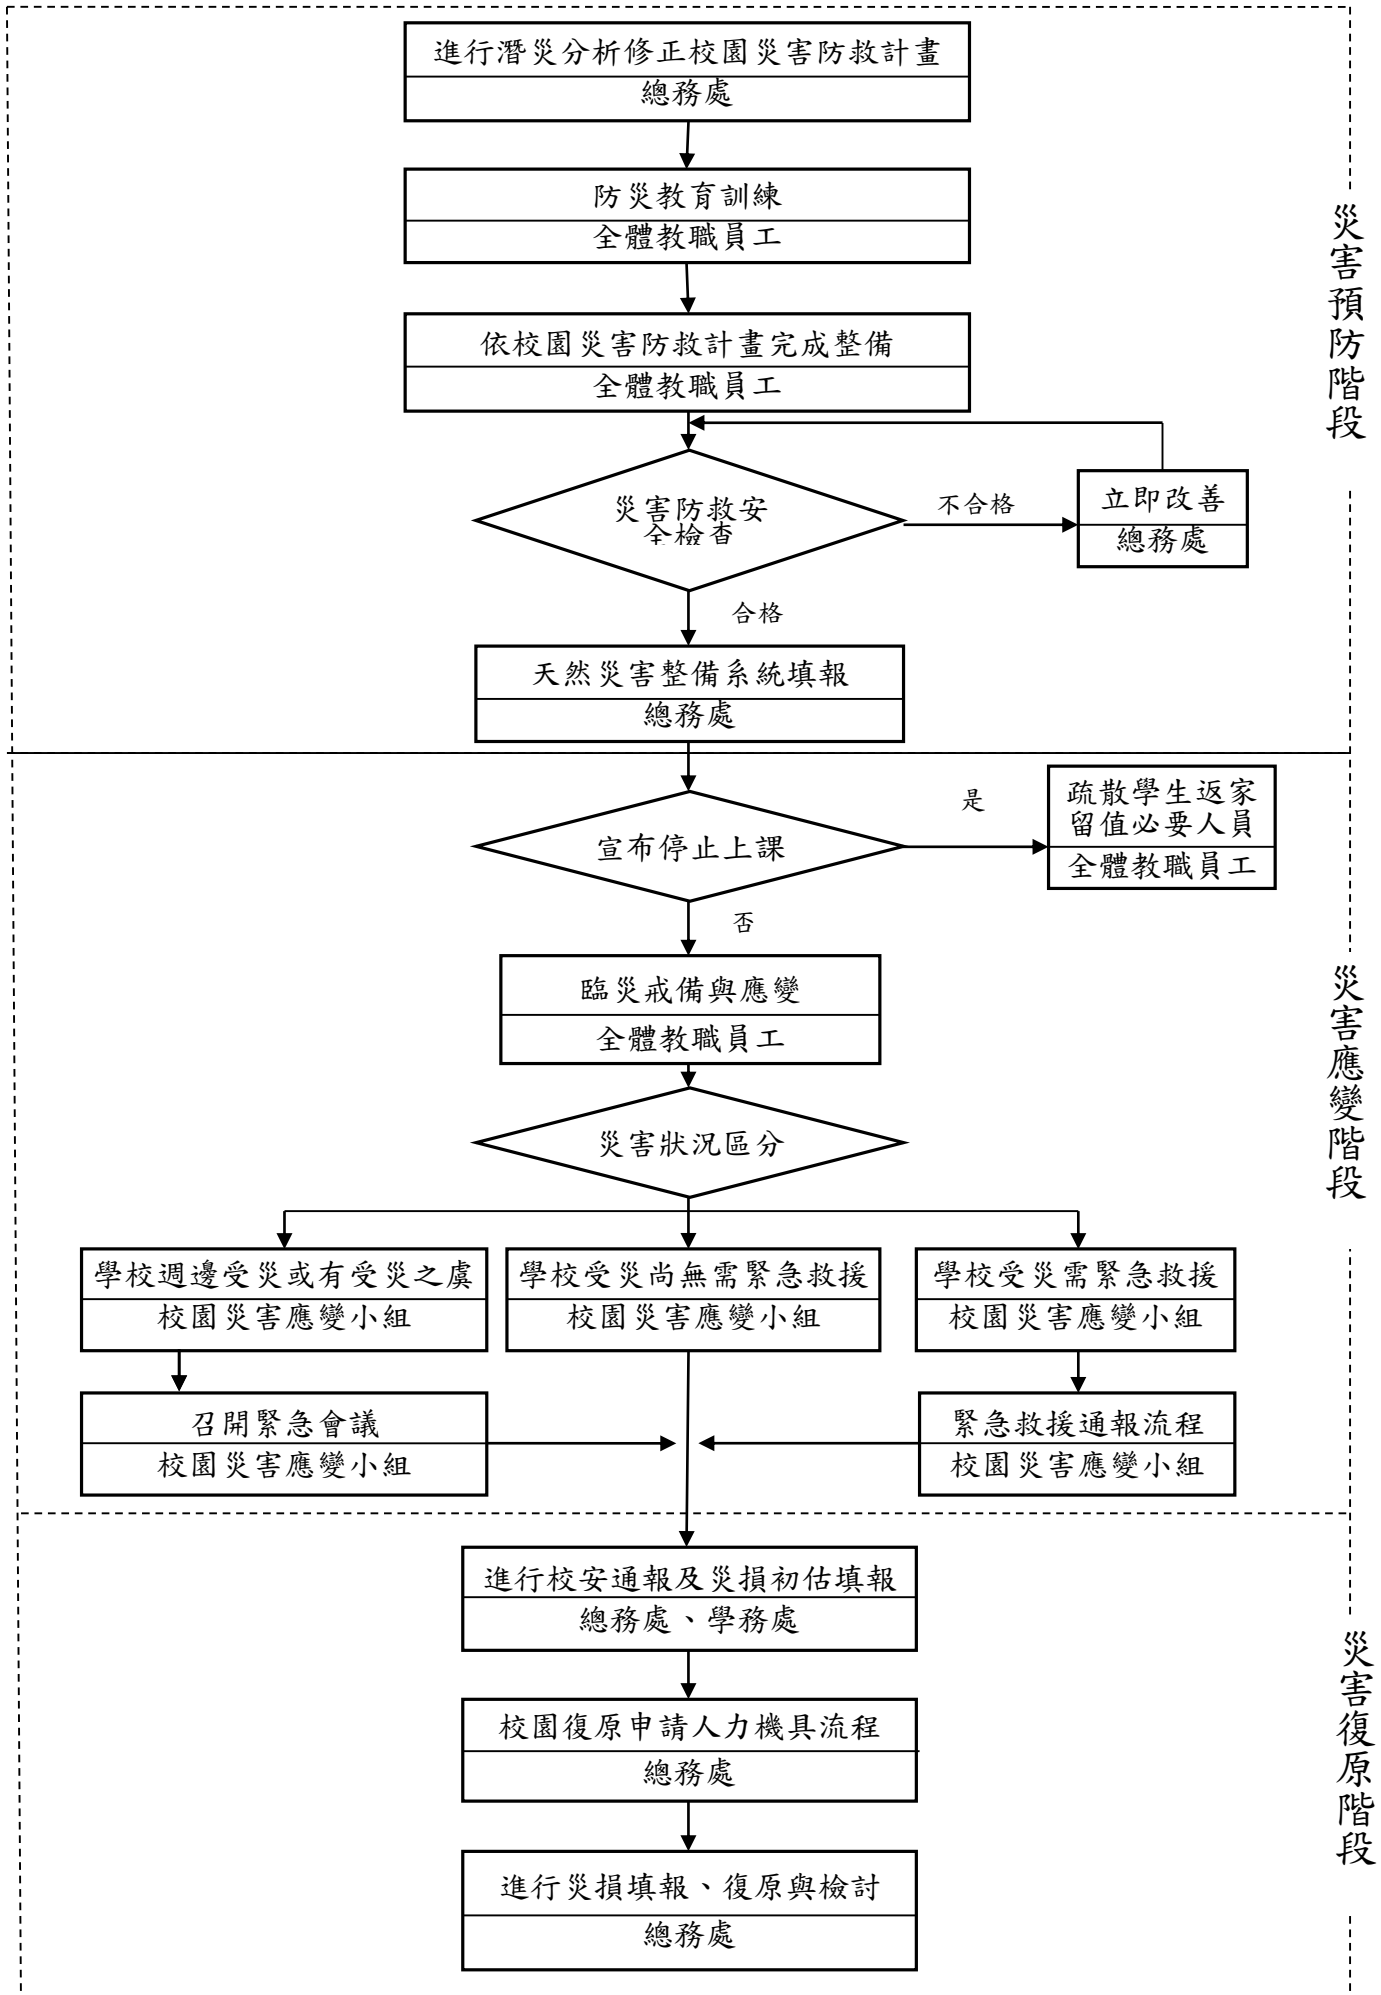 進行潛災分析修正校園災害防救計畫
總務處
防災教育訓練
全體教職員工
依校園災害防救計畫完成整備
全體教職員工
災害預防階段
災害防救安
全檢查
不合格
立即改善
總務處
合格
天然災害整備系統填報
總務處
宣布停止上課
是
疏散學生返家
留值必要人員
全體教職員工
否
臨災戒備與應變
全體教職員工
災害應變階段
災害狀況區分
學校週邊受災或有受災之虞
校園災害應變小組
學校受災尚無需緊急救援
校園災害應變小組
學校受災需緊急救援
校園災害應變小組
召開緊急會議
校園災害應變小組
緊急救援通報流程
校園災害應變小組
進行校安通報及災損初估填報
總務處、學務處
校園復原申請人力機具流程
總務處
災害復原階段
進行災損填報、復原與檢討
總務處